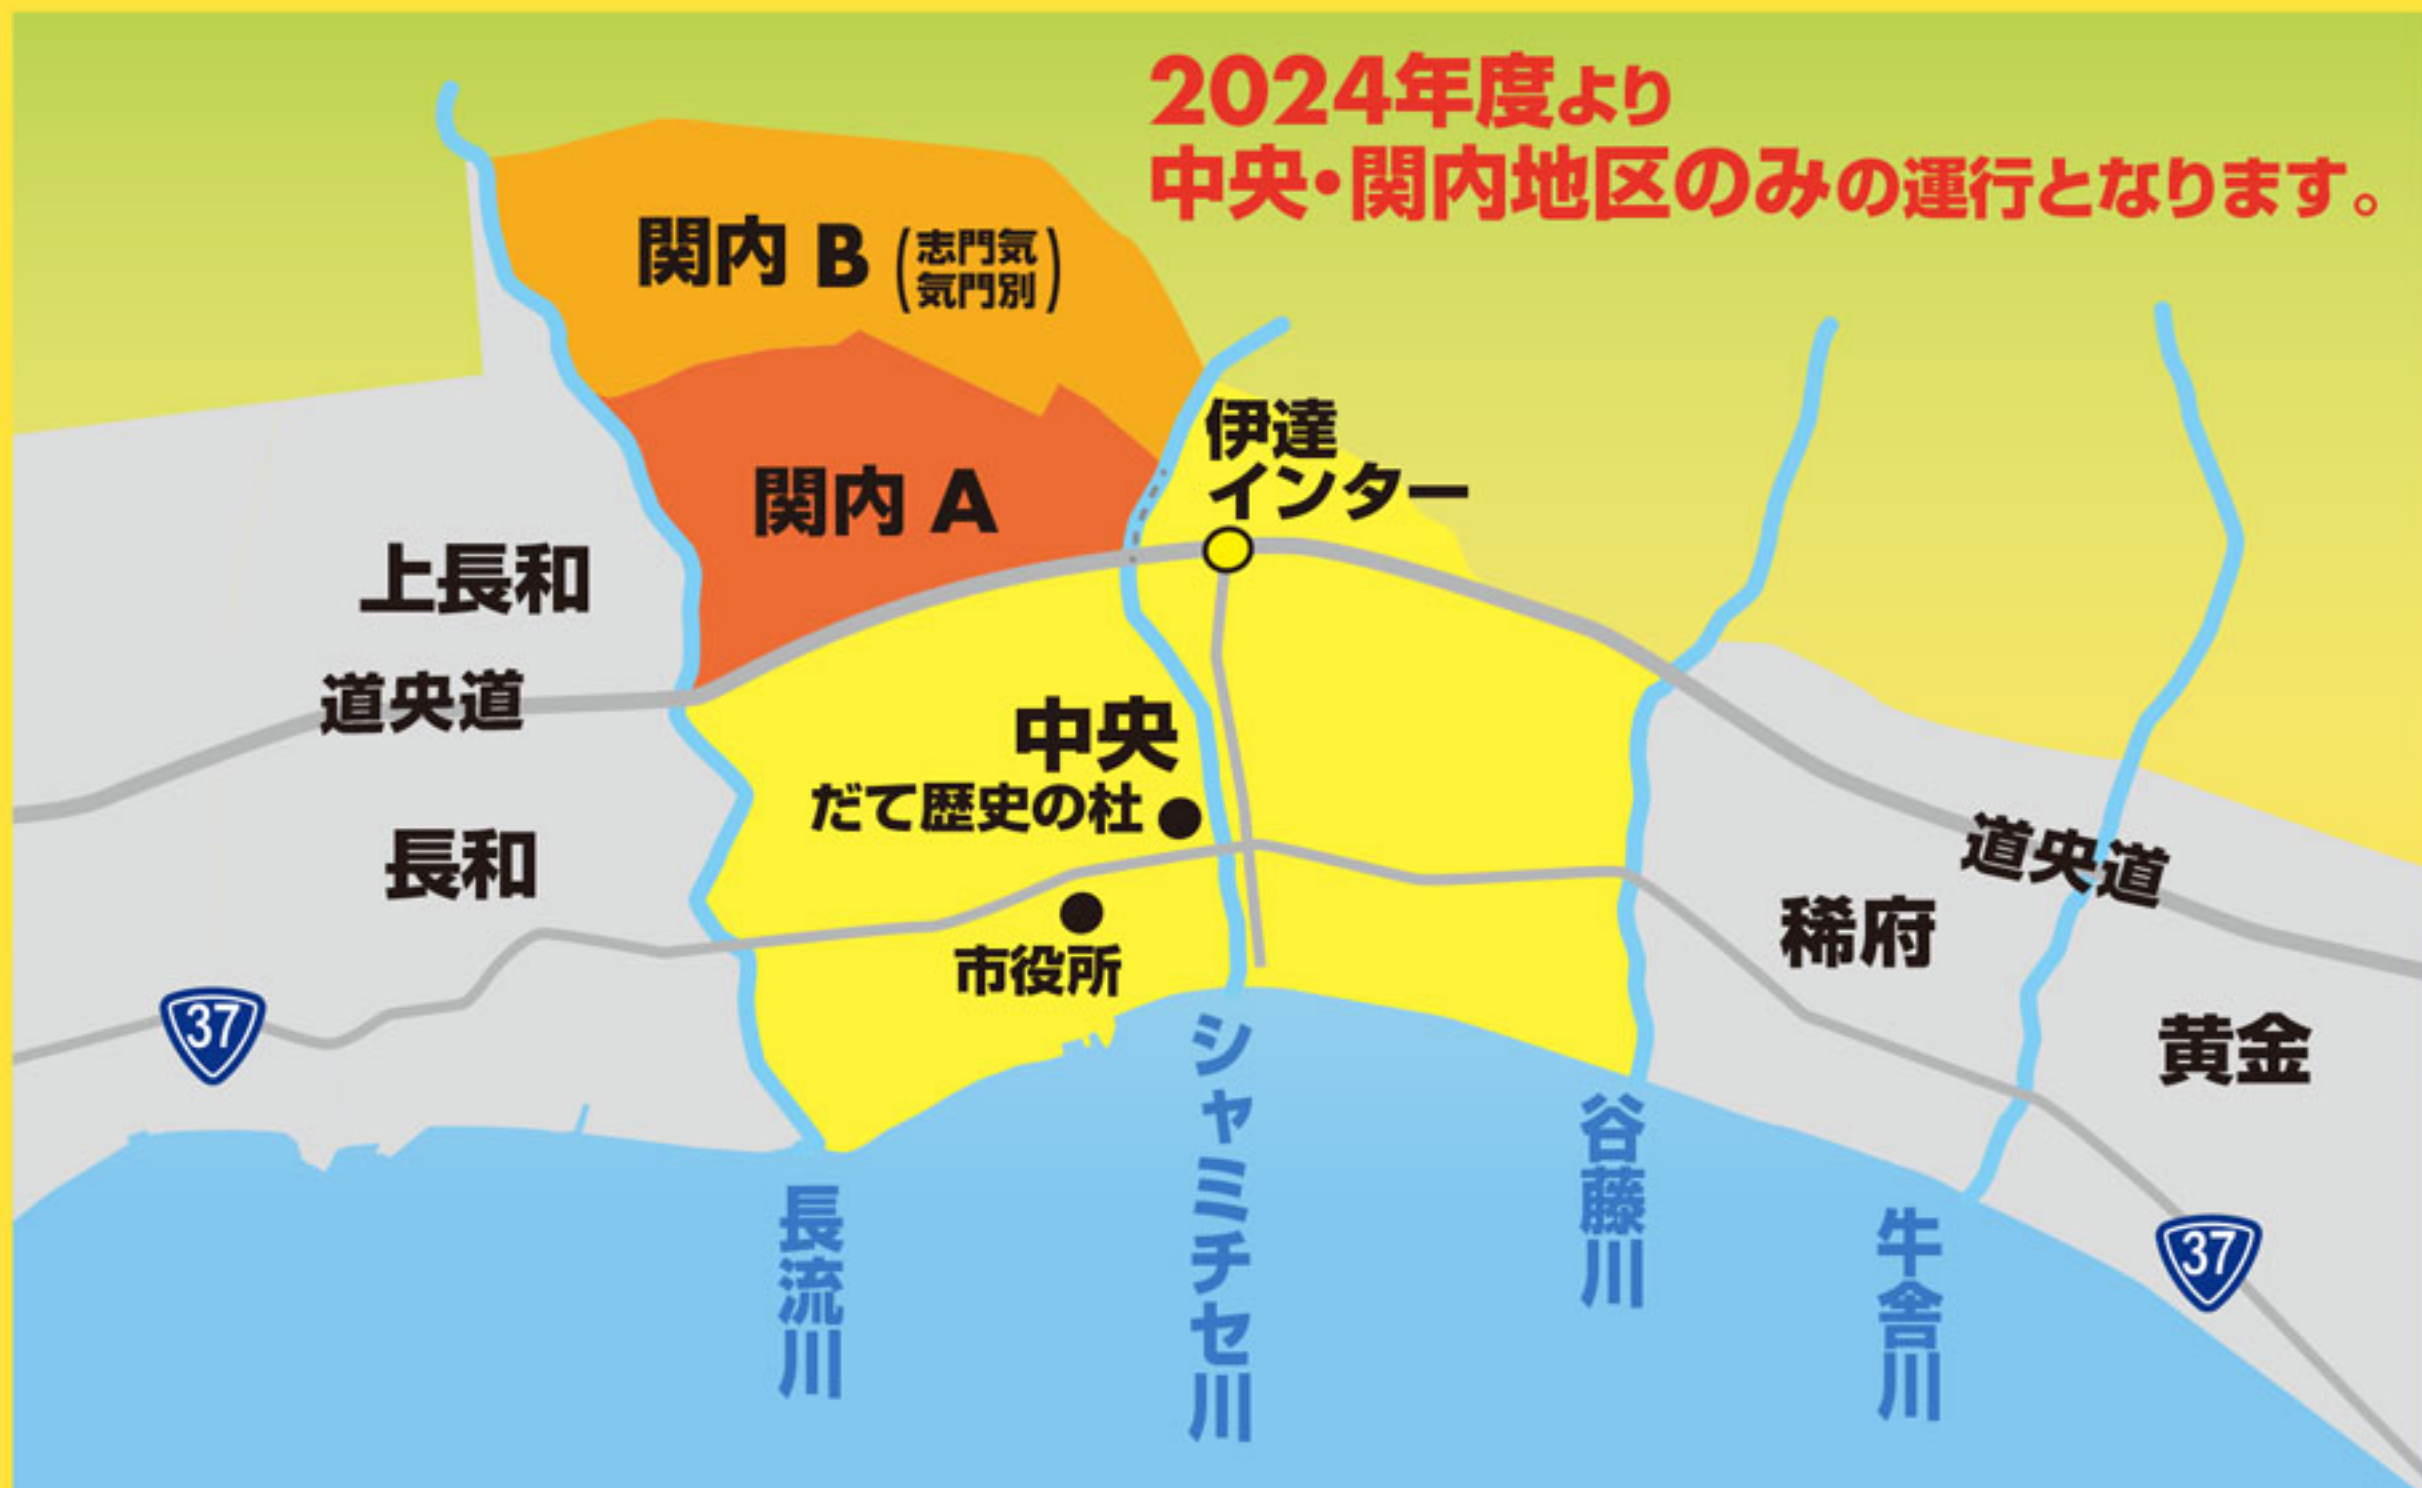 2024年度より
中央・関内地区のみの運行となります。
関内 B (志門気
気門別)
伊達
インター
関内 A
上長和
道央道
中央
だて歴史の杜
長和
道央道
稀府
市役所
37
黄金
シャミチセ川
谷藤川
長流川
牛舎川
37